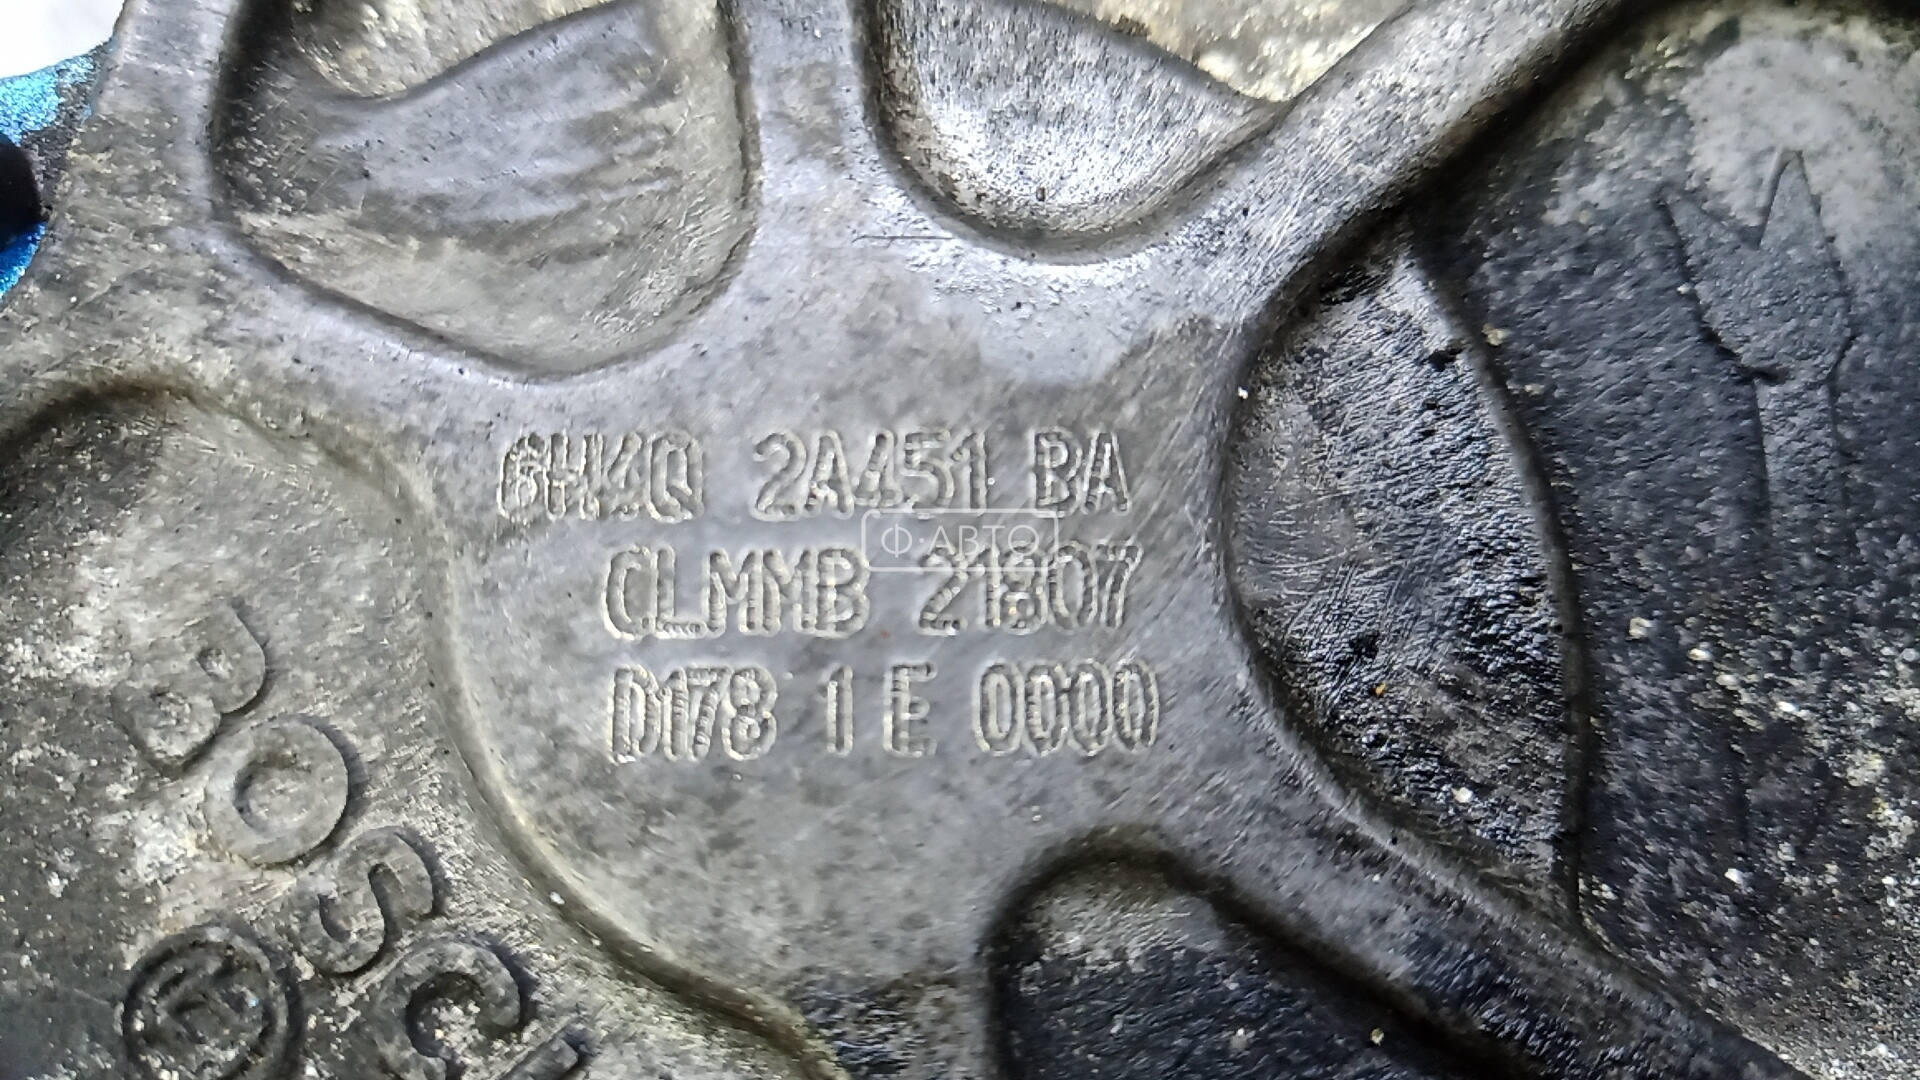 6H4Q 2A451 BA
Ф·АВТО
CLMMB 21807
D178 1 E 0000
BOSCH